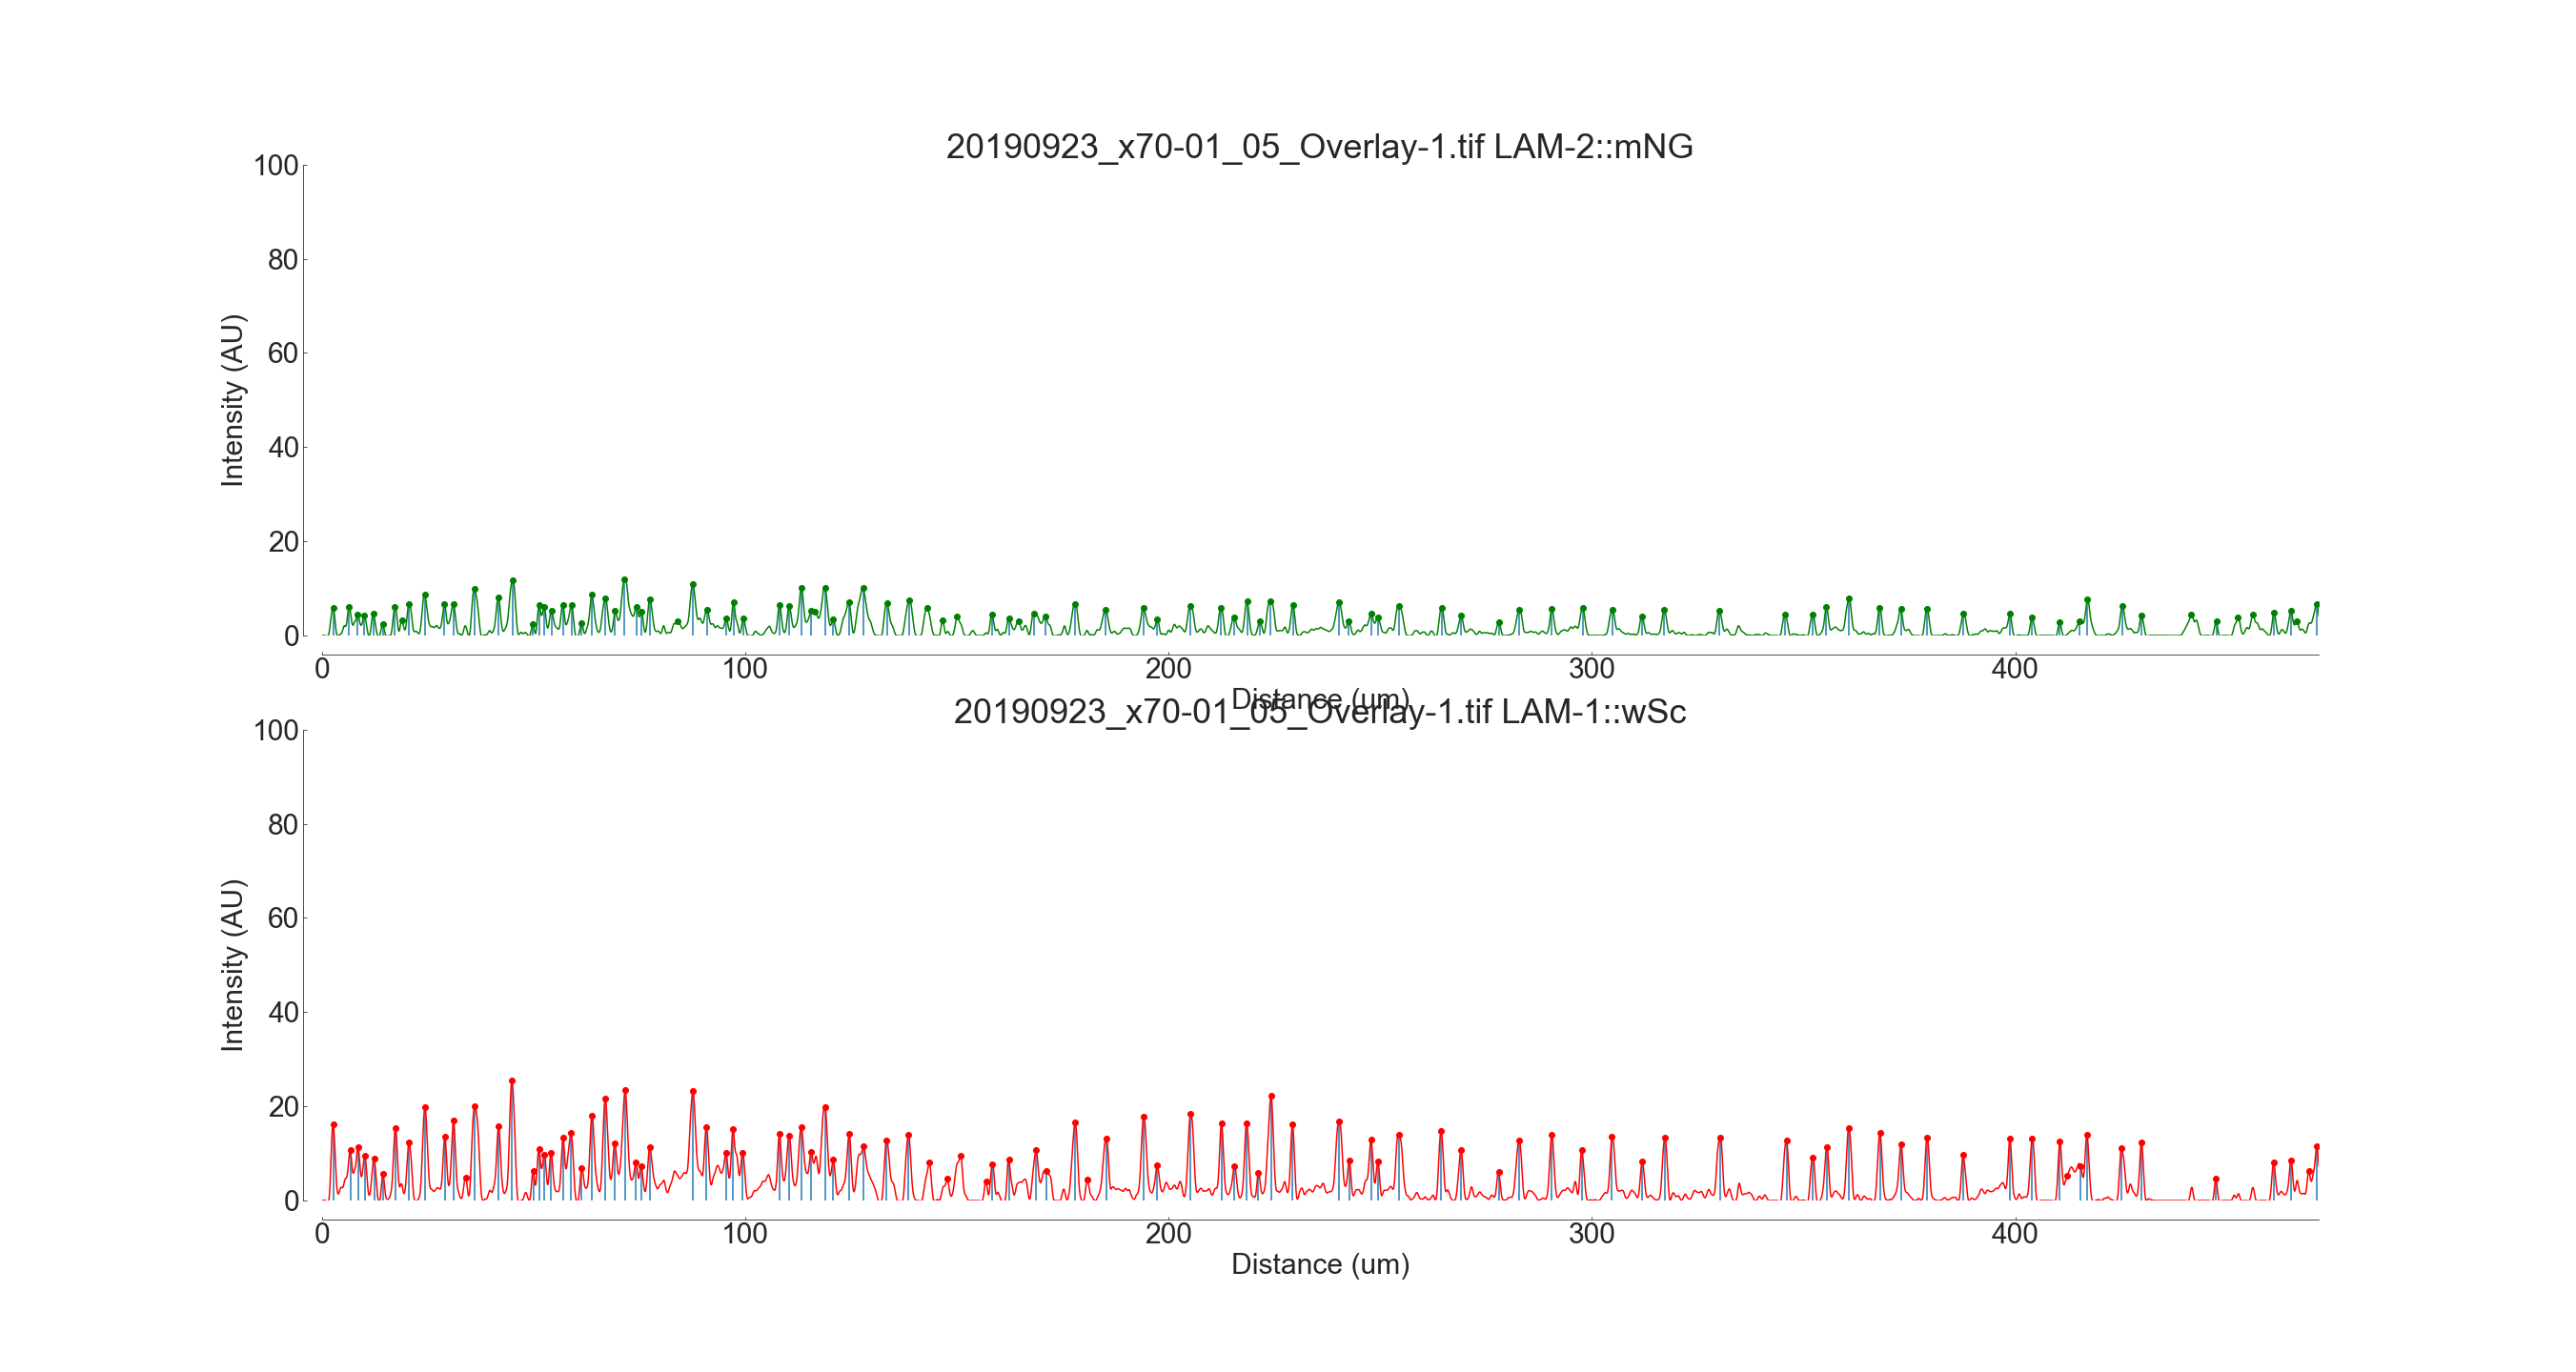 20190923_x70-01_05_Overlay-1.tif LAM-2::mNG
100
80
60
40
20
0
Intensity (AU)
0 100 200 300 400
Distance (um)
20190923_x70-01_05_Overlay-1.tif LAM-1::wSc
100
80
60
40
20
0
Intensity (AU)
0 100 200 300 400
Distance (um)